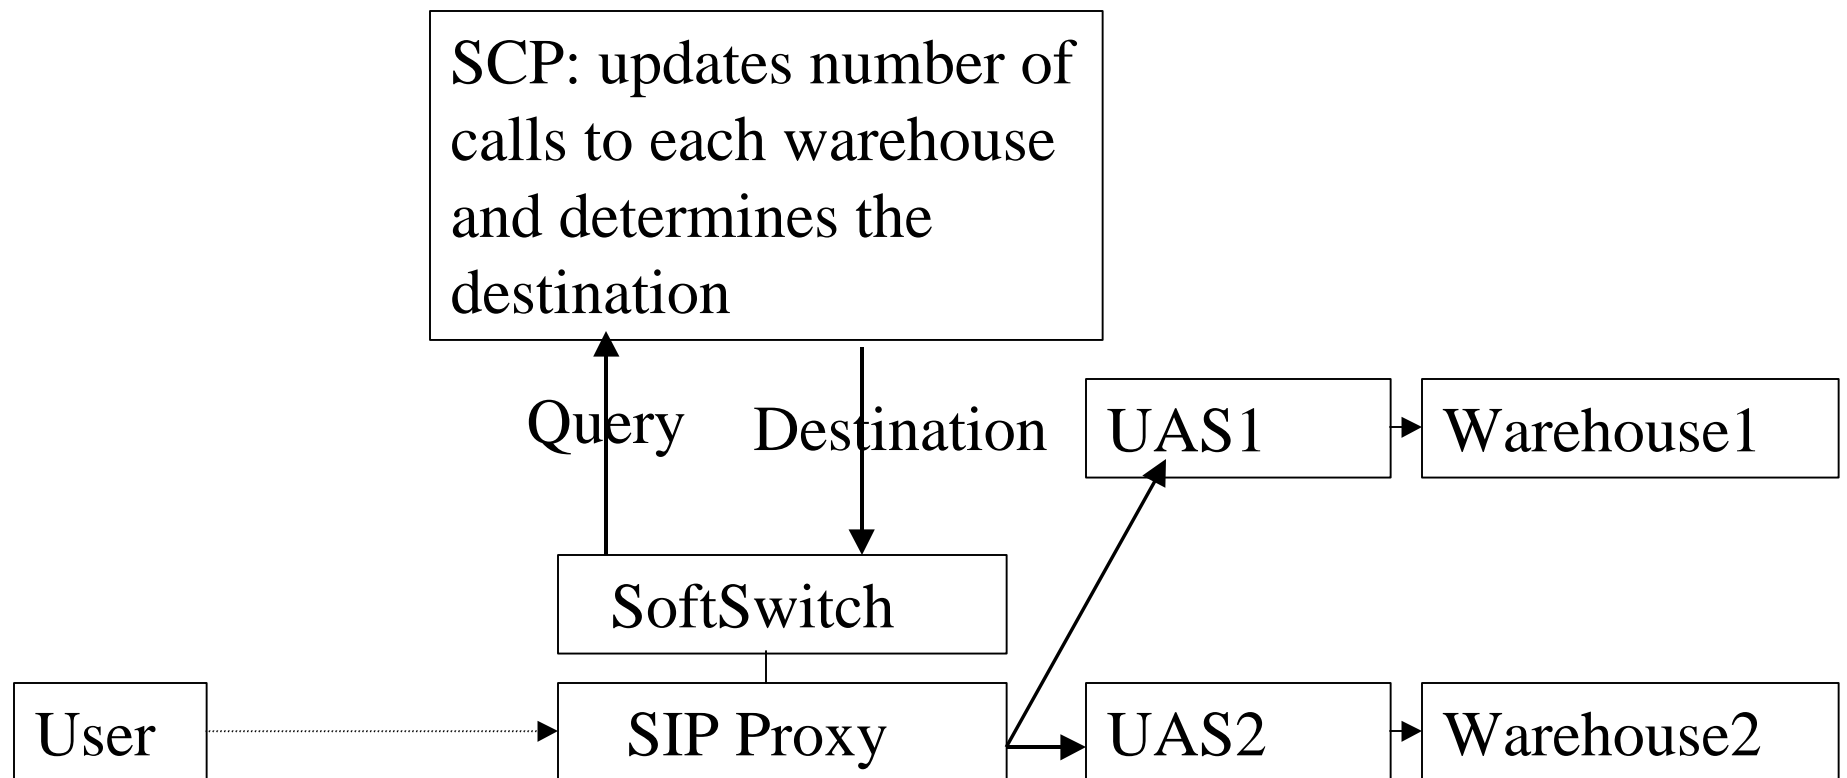 SCP: updates number of
calls to each warehouse
and determines the
destination
Query
Destination
UAS1
Warehouse1
SoftSwitch
User
SIP Proxy
UAS2
Warehouse2